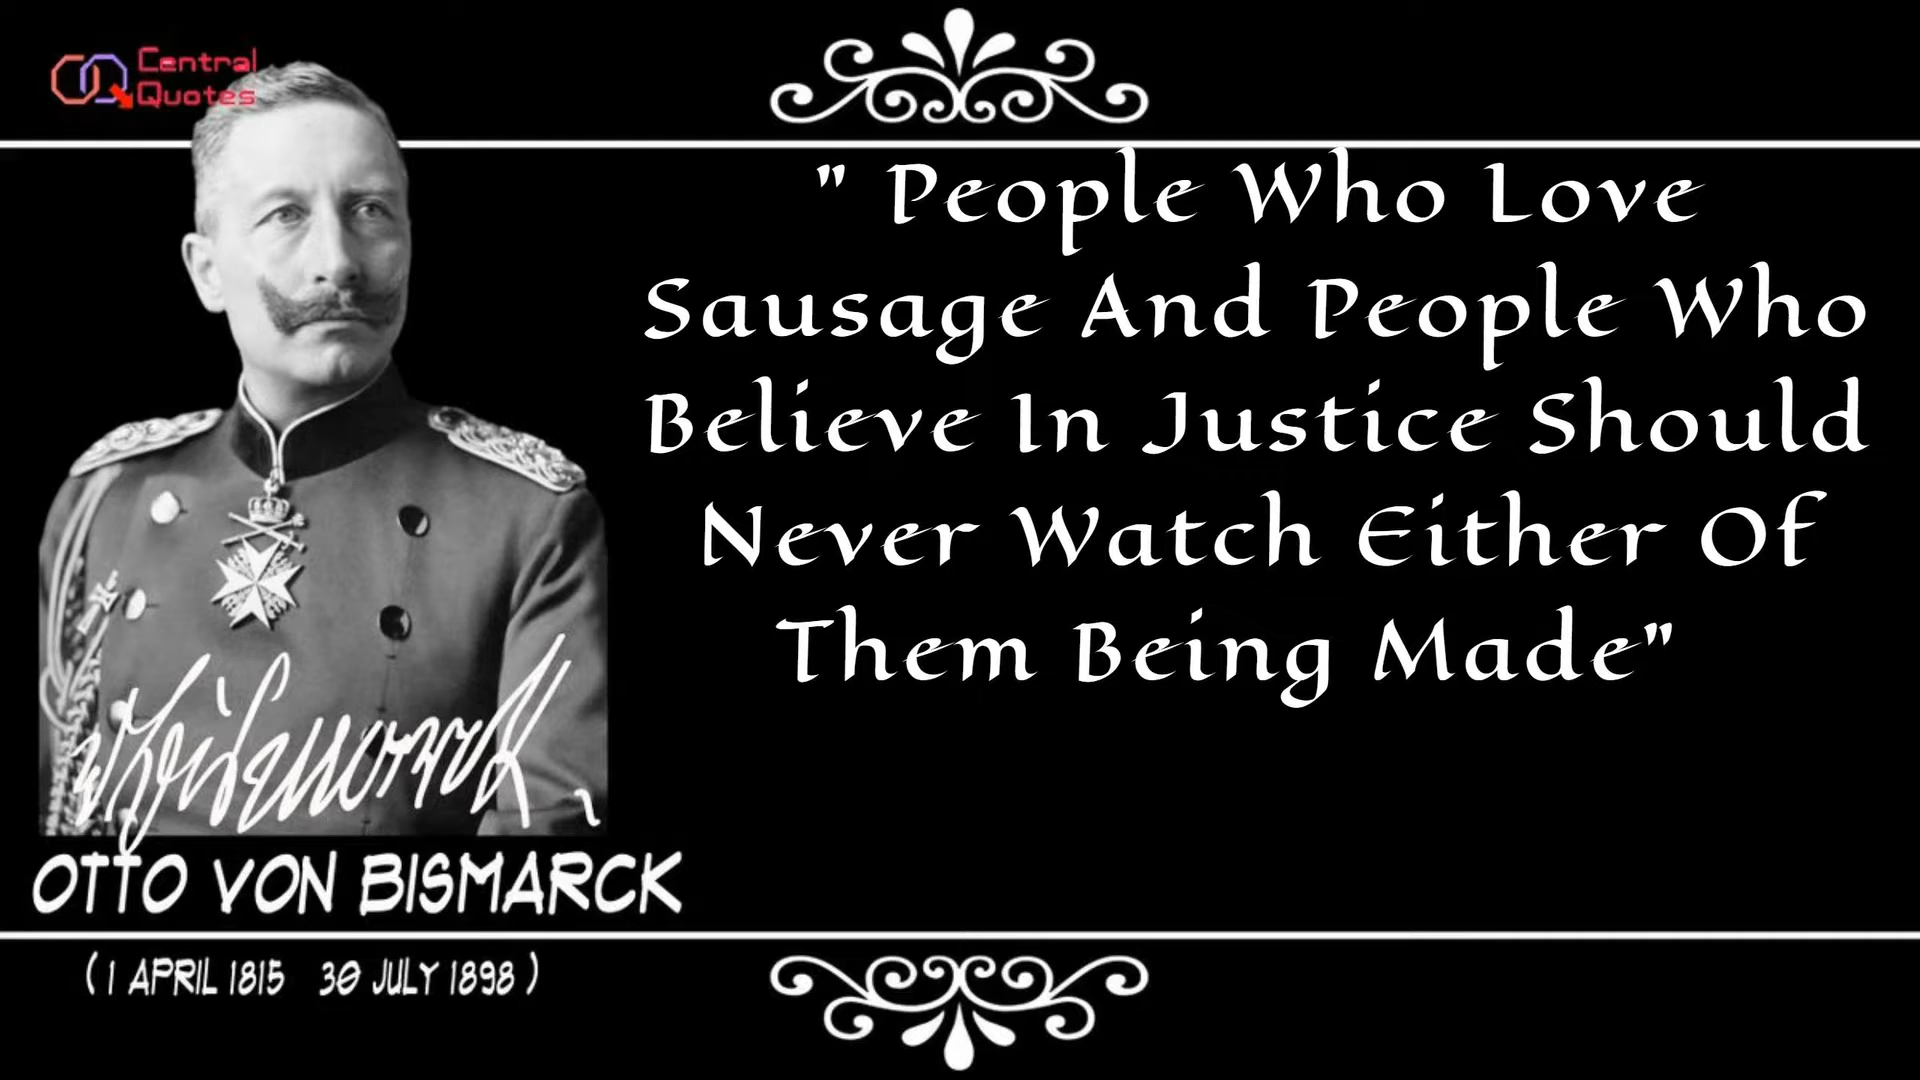 Central
Quotes
" People Who Love
Sausage And People Who
Believe In Justice Should
Never Watch Either Of
Them Being Made"
OTTO VON BISMARCK
( 1 APRIL 1815 30 JULY 1898 )